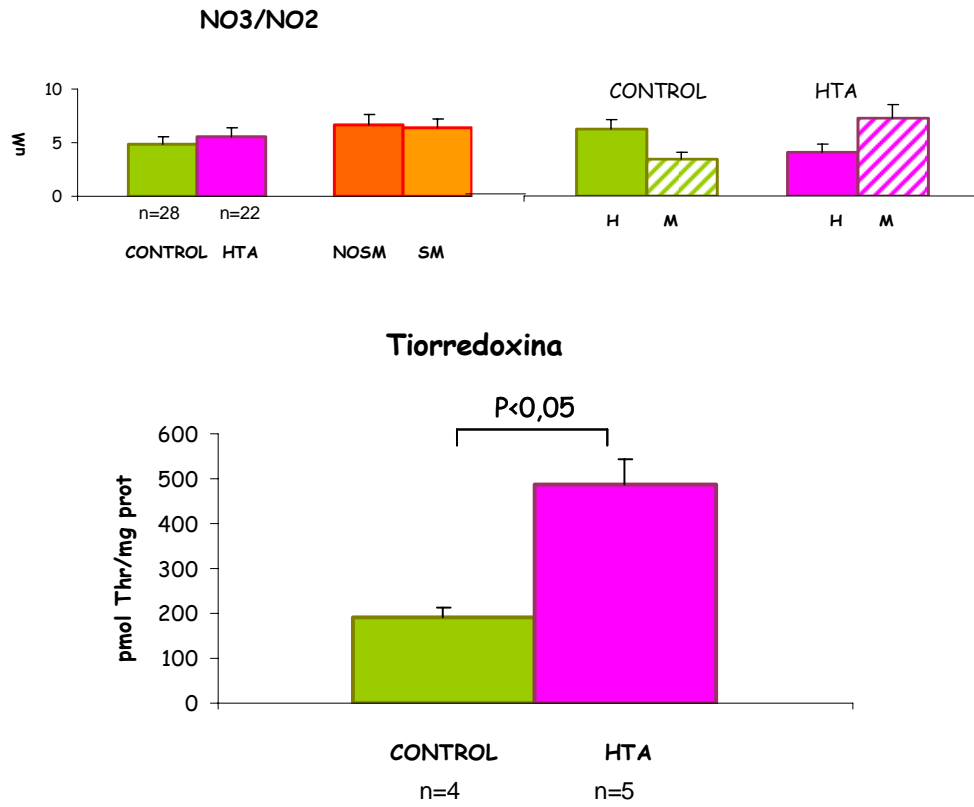 NO3/NO2
10
5
0
uM
CONTROL HTA
n=28 n=22
H M H M
CONTROL HTA NOSM SM
Tiorredoxina
P<0,05
600
500
400
300
200
100
0
pmol Thr/mg prot
CONTROL HTA
n=4 n=5